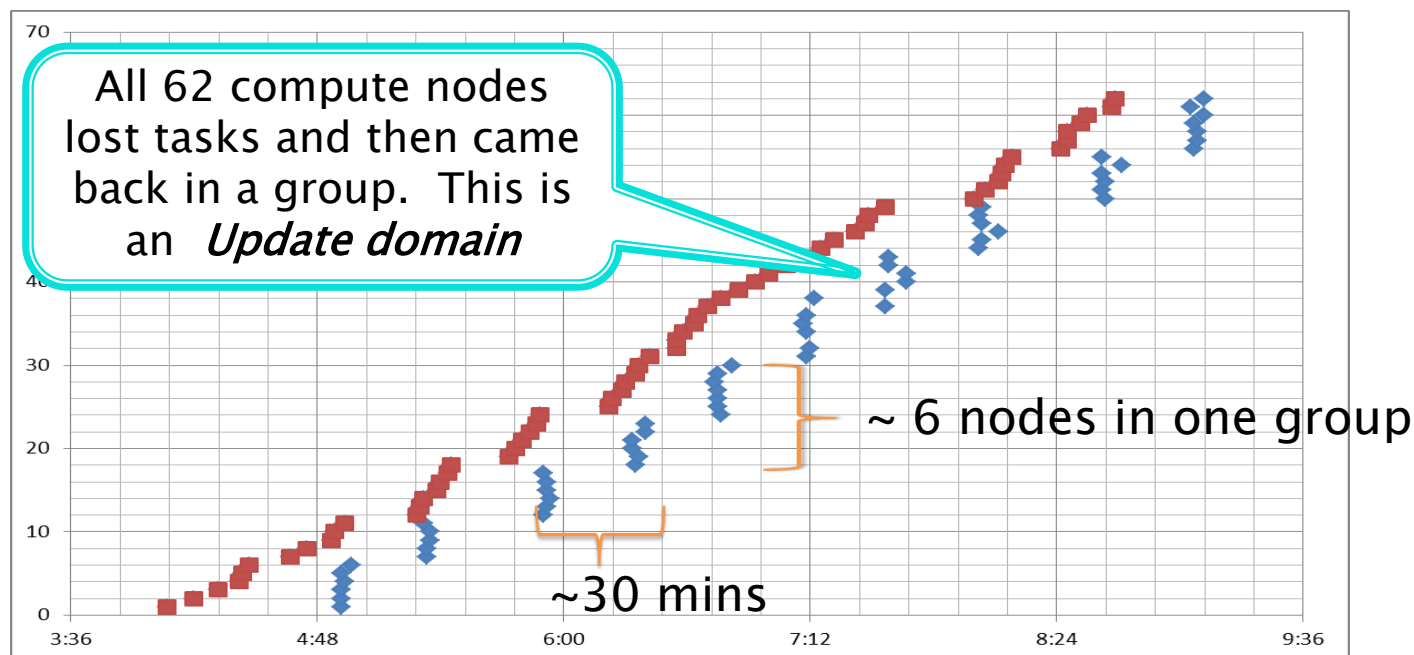 70
All 62 compute nodes
lost tasks and then came
back in a group. This is
an Update domain
40
30
~ 6 nodes in one group
20
10
~30 mins
0
3:36 4:48 6:00 7:12 8:24 9:36